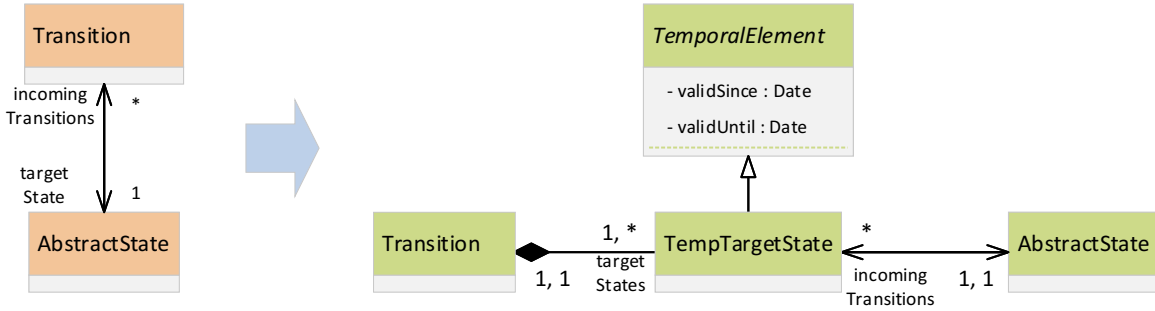 Transition
incoming
Transitions
*
target
State
1
AbstractState
TemporalElement
- validSince : Date
- validUntil : Date
Transition
1, 1
1, *
target
States
TempTargetState
*
incoming
Transitions
1, 1
AbstractState